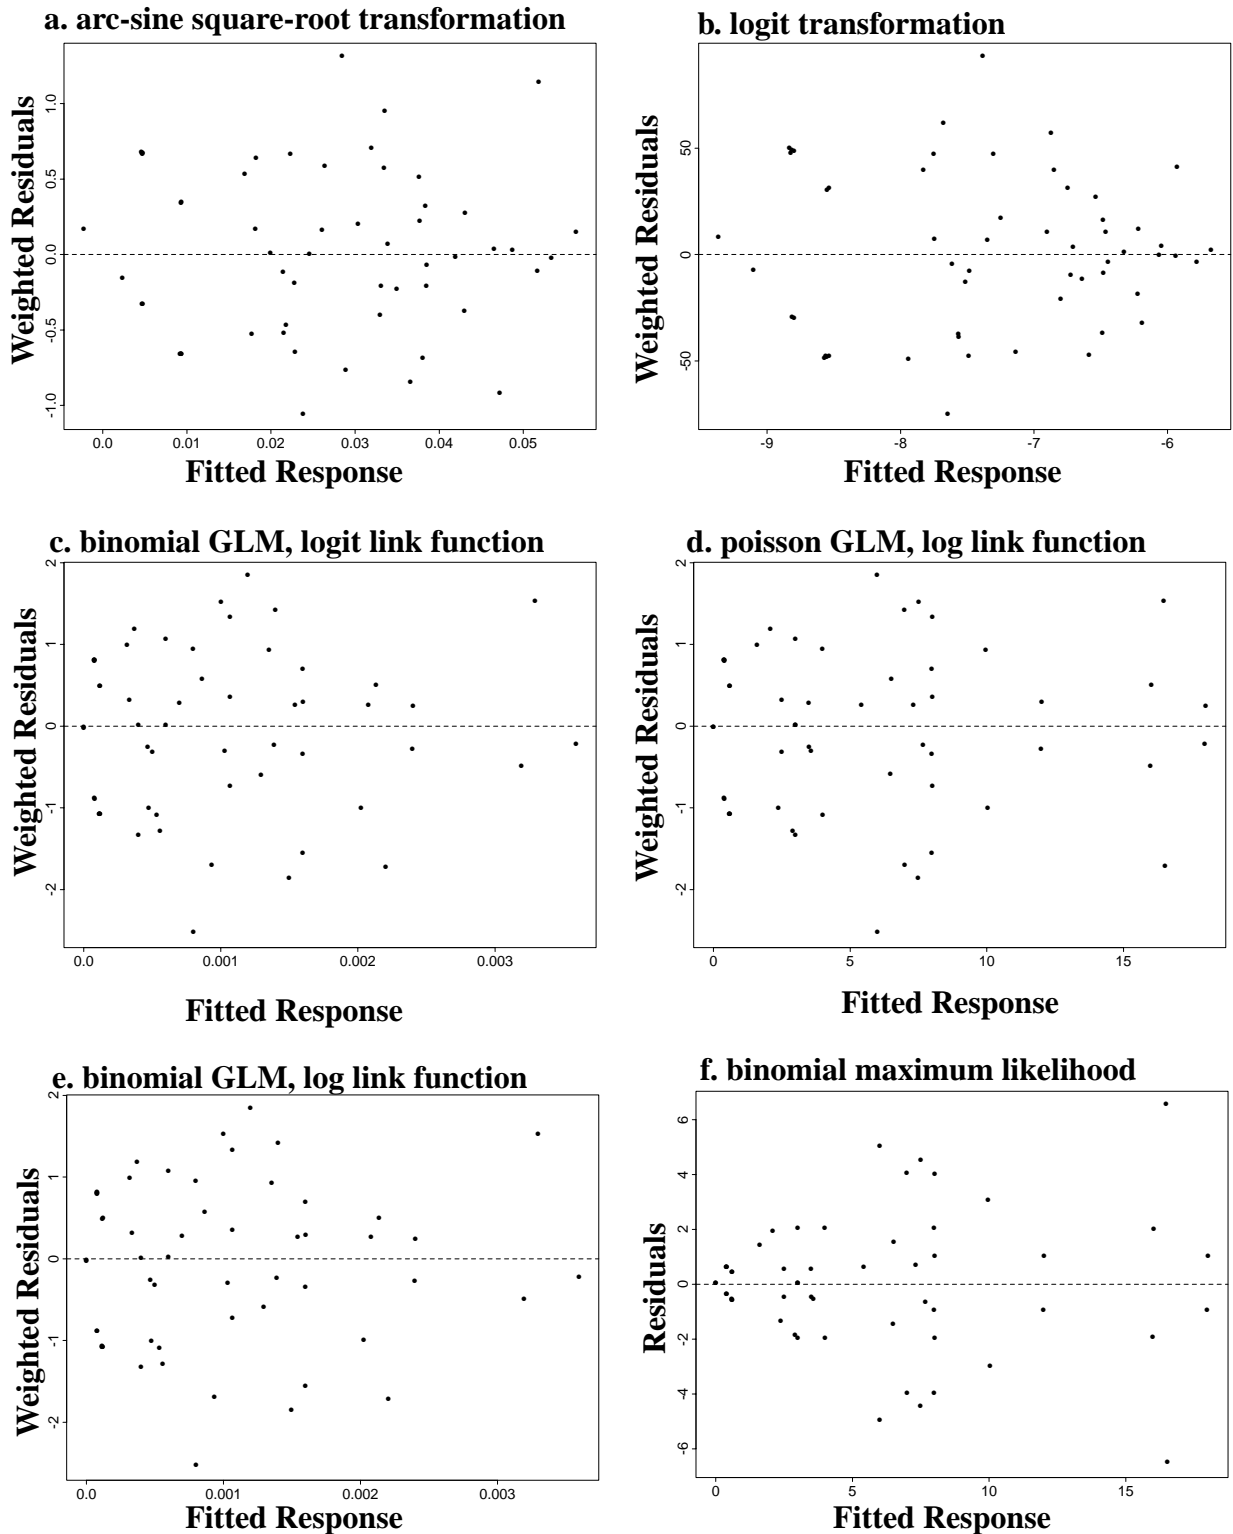 a. arc-sine square-root transformation
Weighted Residuals
1.0
0.5
0.0
-0.5
-1.0
0.0 0.01 0.02 0.03 0.04 0.05
Fitted Response
b. logit transformation
Weighted Residuals
50
0
-50
-9 -8 -7 -6
Fitted Response
c. binomial GLM, logit link function
Weighted Residuals
2
1
0
-1
-2
0.0 0.001 0.002 0.003
Fitted Response
d. poisson GLM, log link function
Weighted Residuals
2
1
0
-1
-2
0 5 10 15
Fitted Response
e. binomial GLM, log link function
Weighted Residuals
2
1
0
-1
-2
0.0 0.001 0.002 0.003
Fitted Response
f. binomial maximum likelihood
Residuals
6
4
2
0
-2
-4
-6
0 5 10 15
Fitted Response